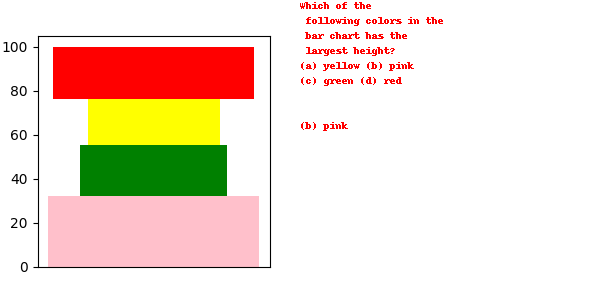 Which of the
following colors in the
bar chart has the
largest height?
(a) yellow (b) pink
(c) green (d) red
(b) pink
100
80
60
40
20
0